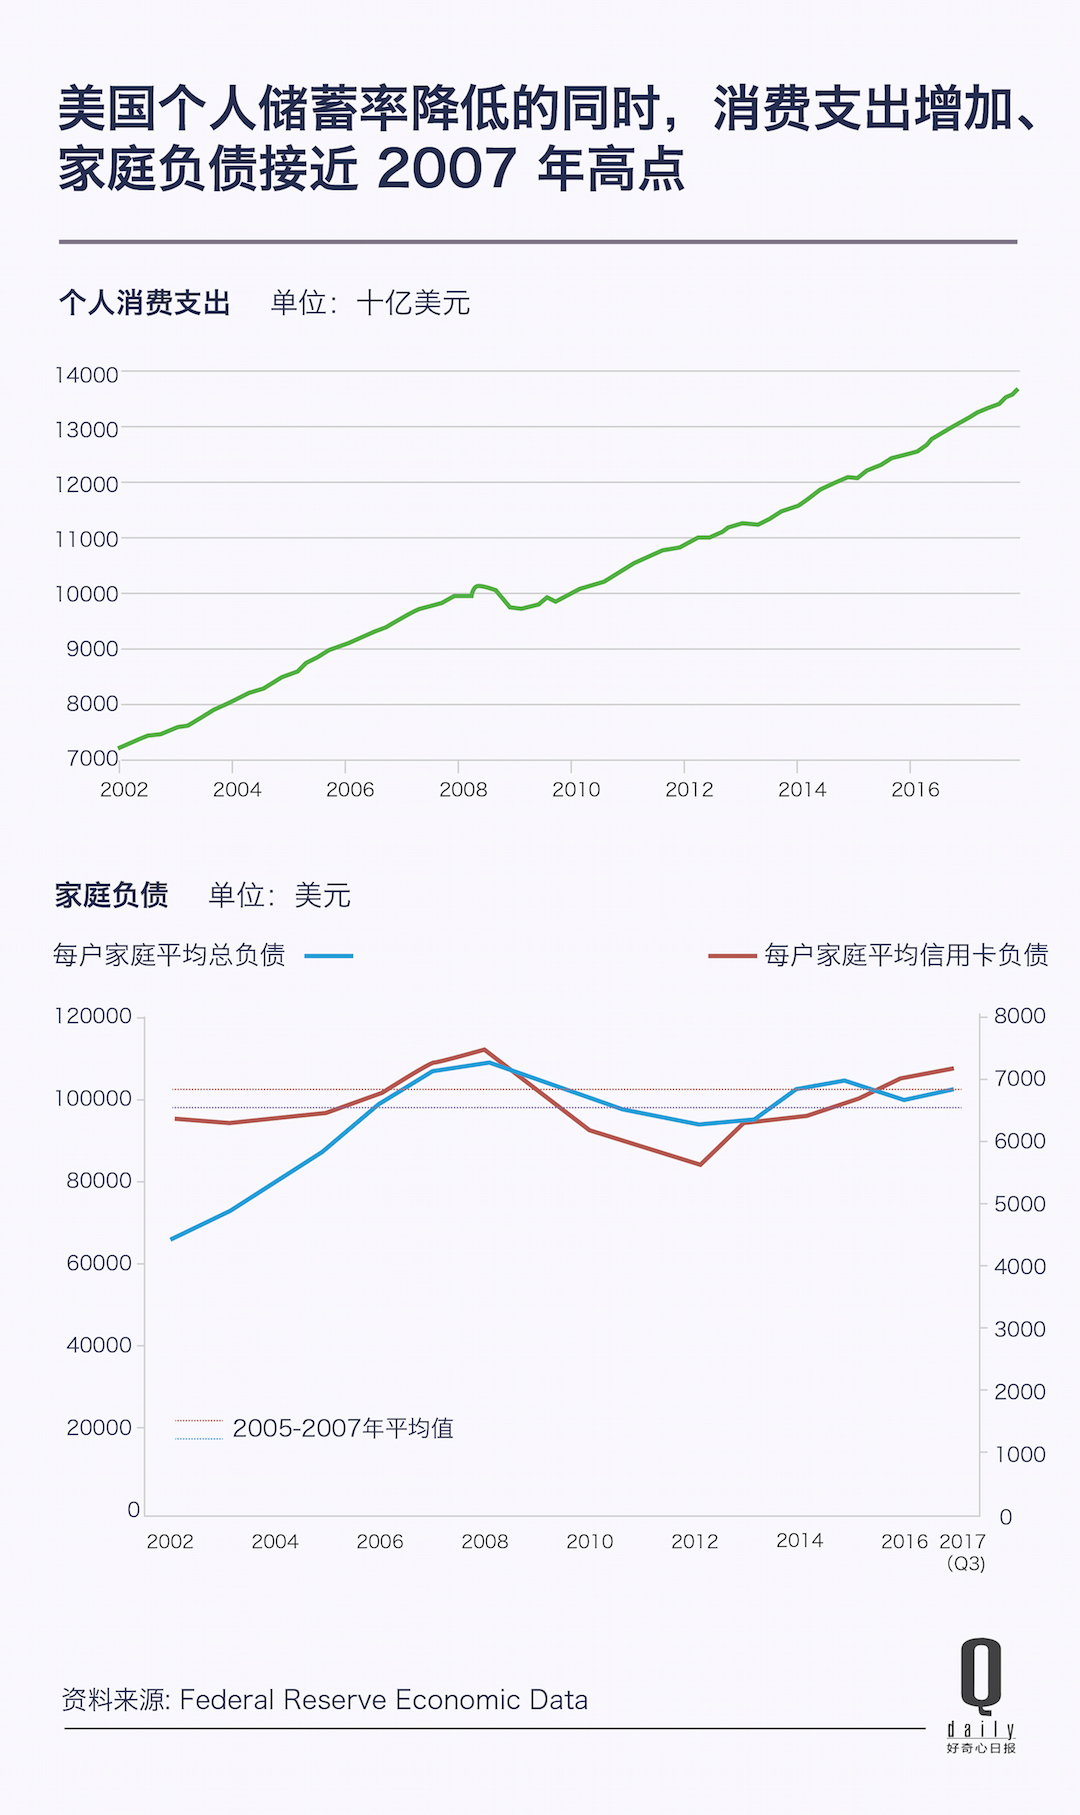 美国个人储蓄率降低的同时，消费支出增加、
家庭负债接近 2007 年高点
个人消费支出 单位：十亿美元
14000
13000
12000
11000
10000
9000
8000
7000
2002 2004 2006 2008 2010 2012 2014 2016
家庭负债 单位：美元
每户家庭平均总负债 每户家庭平均信用卡负债
120000
100000
80000
60000
40000
20000
0
8000
7000
6000
5000
4000
3000
2000
1000
0
2005-2007年平均值
2002 2004 2006 2008 2010 2012 2014 2016 2017
（Q3）
资料来源: Federal Reserve Economic Data
Q
daily
好奇心日报